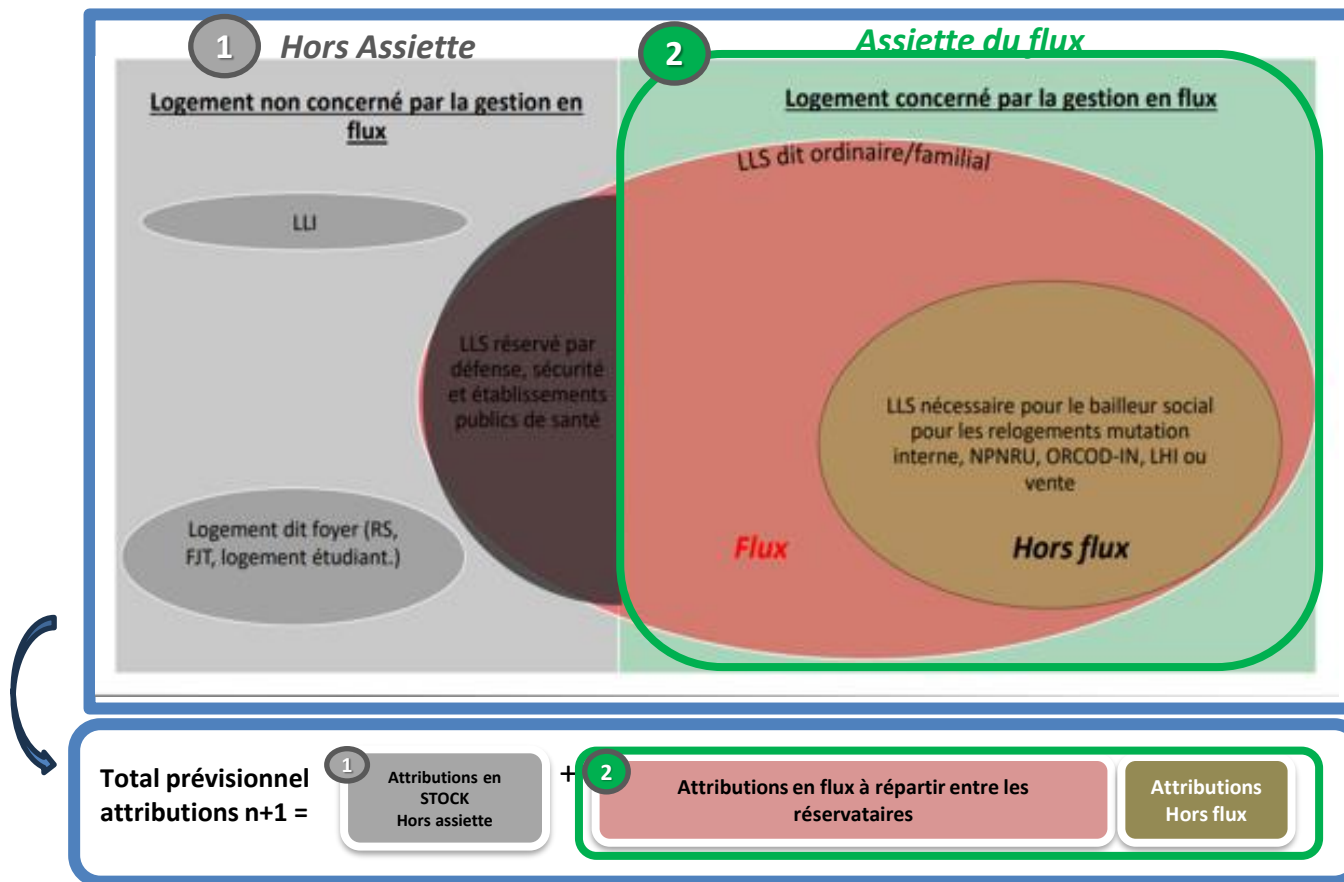 1
Hors Assiette
2
Assiette du flux
Logement non concerné par la gestion en
flux
Logement concerné par la gestion en flux
LLS dit ordinaire/familial
LLI
LLS réservé par
défense, sécurité
et établissements
publics de santé
LLS nécessaire pour le bailleur social
pour les relogements mutation
interne, NPNRU, ORCOD-IN, LHI ou
vente
Logement dit foyer (RS,
FJT, logement étudiant.)
Flux
Hors flux
Total prévisionnel
attributions n+1 =
1
Attributions en
STOCK
Hors assiette
+
2
Attributions en flux à répartir entre les
réservataires
Attributions
Hors flux